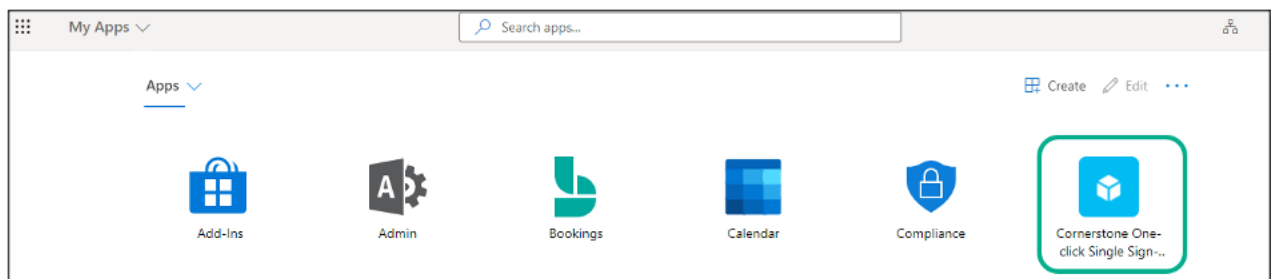 My Apps
Search apps...
Apps
Create
Edit
Add-Ins
Admin
Bookings
Calendar
Compliance
Cornerstone One-
click Single Sign-..